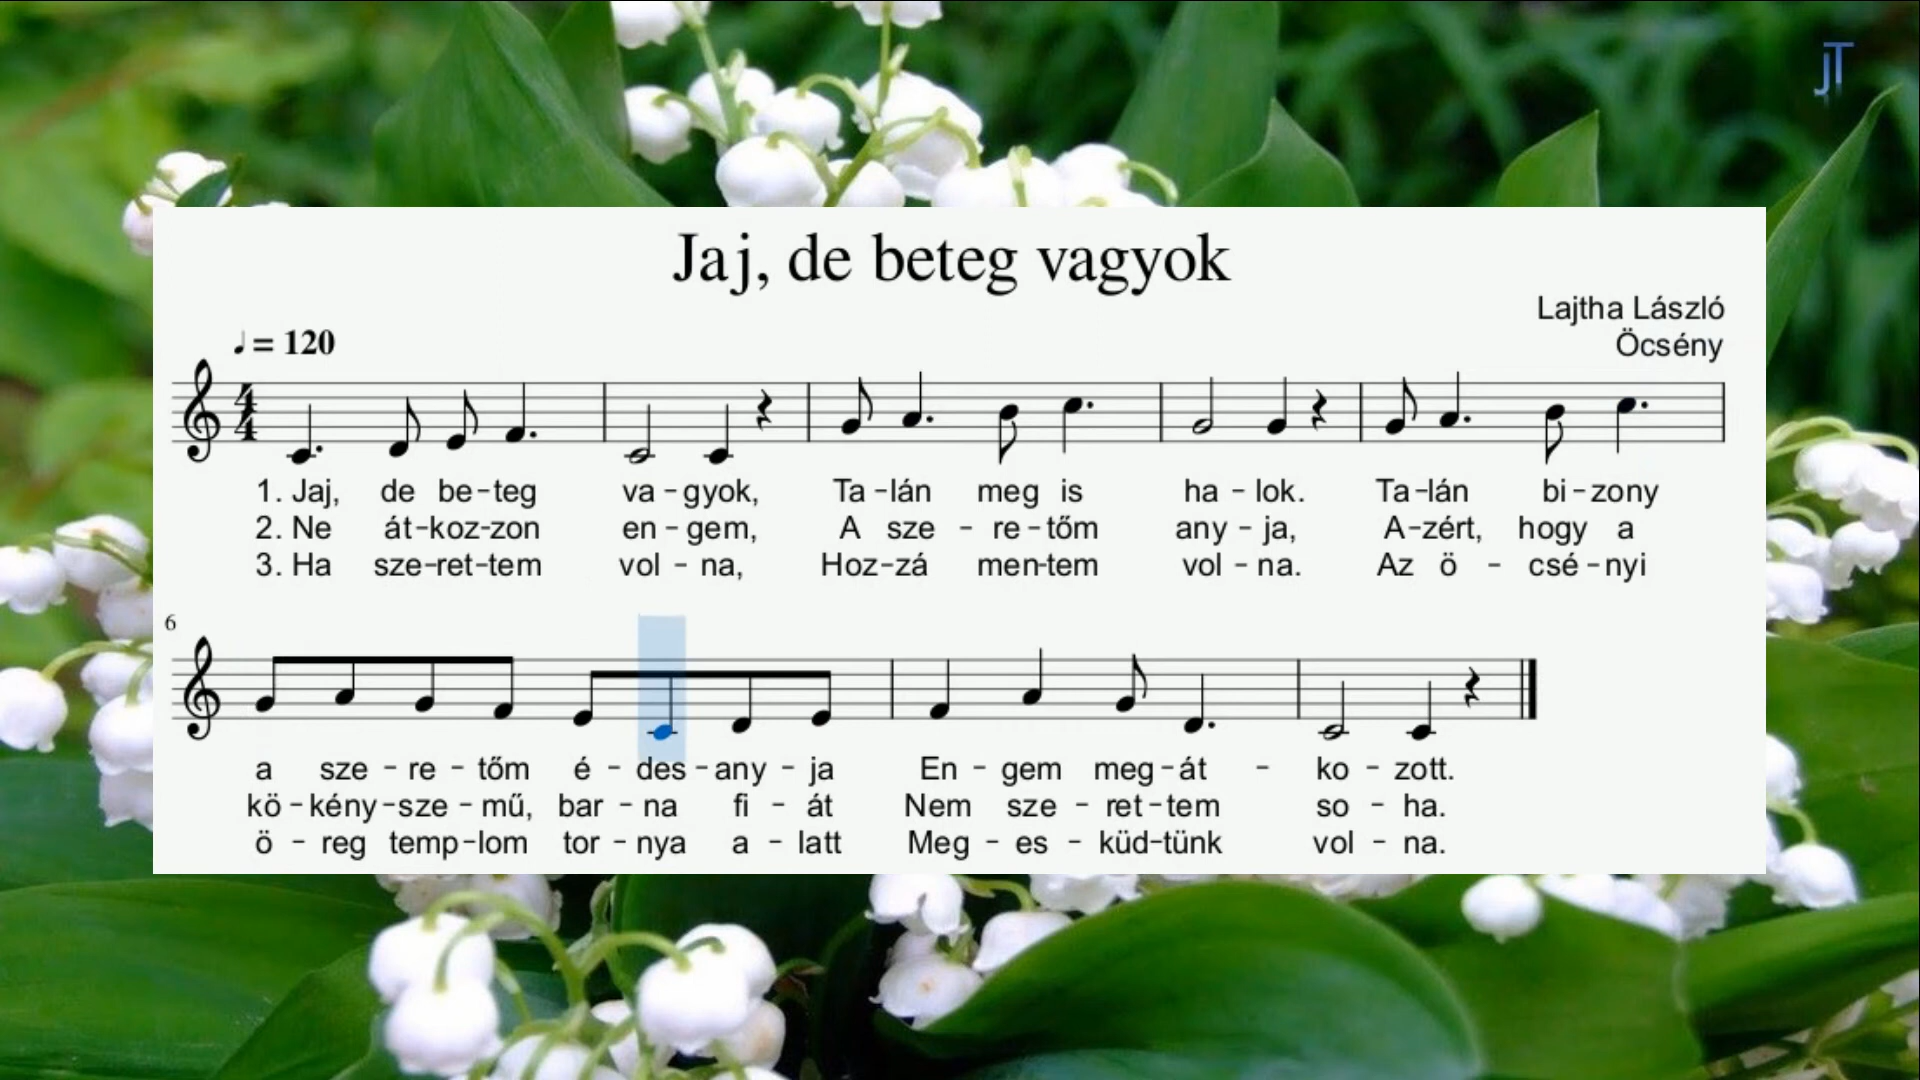 jT
Jaj, de beteg vagyok
Lajtha László
♩ = 120
Öcsény
4/4
1. Jaj, de be-teg va-gyok, Ta-lán meg is ha-lok. Ta-lán bi-zony
2. Ne át-koz-zon en-gem, A sze-re-tőm any-ja, A-zért, hogy a
3. Ha sze-ret-tem vol-na, Hoz-zá men-tem vol-na. Az ö-csé-nyi
6
a sze-re-tőm é-des-any-ja En-gem meg-át-ko-zott.
kö-kény-sze-mű, bar-na fi-át Nem sze-ret-tem so-ha.
ö-reg temp-lom tor-nya a-latt Meg-es-küd-tünk vol-na.